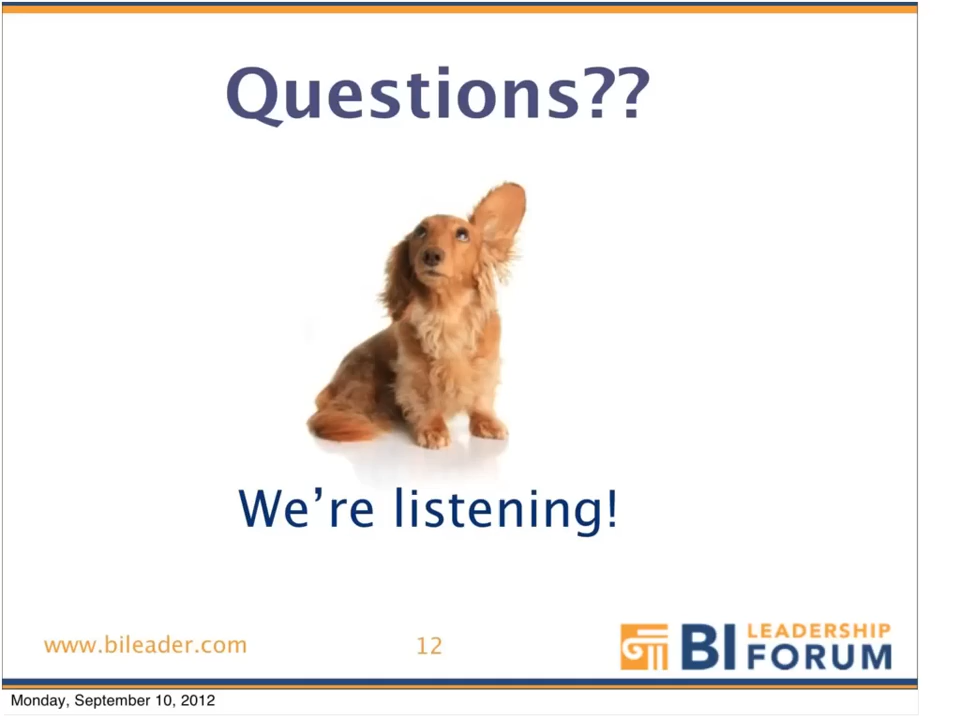 Questions??
We’re listening!
www.bileader.com
12
BI LEADERSHIP
FORUM
Monday, September 10, 2012